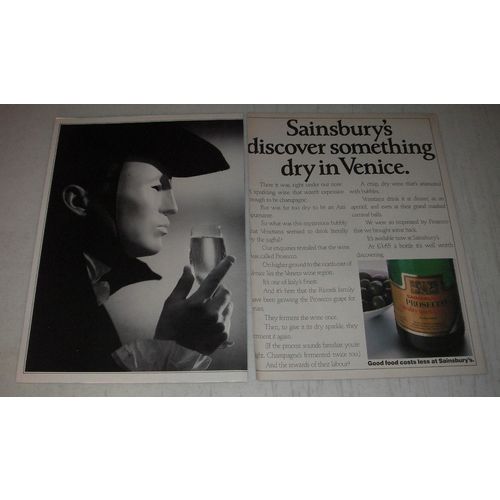 Sainsbury's
discover something
dry in Venice.
There it was, right under our nose.
A sparkling wine that wasn't expensive
enough to be champagne.
But was far too dry to be an Asti
Spumante.
So what was this mysterious bubbly
that Venetians seemed to drink (literally)
by the
Our enquiries revealed that the wine
was called Prosecco.
On higher ground to the north-east of
Venice lies the Veneto wine region.
It's one of Italy's finest.
And it's here that the family
have been growing the Prosecco grape for
years.
They ferment the wine once.
Then, to give it its dry sparkle, they
ferment it again.
(If the process sounds familiar, you're
right. Champagne's fermented twice too.)
And the rewards of their labour?
A crisp, dry wine that's animated
with bubbles.
Venetians drink it at dinner, as an
aperitif, and even at their grand masked
carnival balls.
We were so impressed by Prosecco
that we brought some back.
It's available now at Sainsbury's.
At a bottle it's well worth
discovering.
PROSECCO
Good food costs less at Sainsbury's.